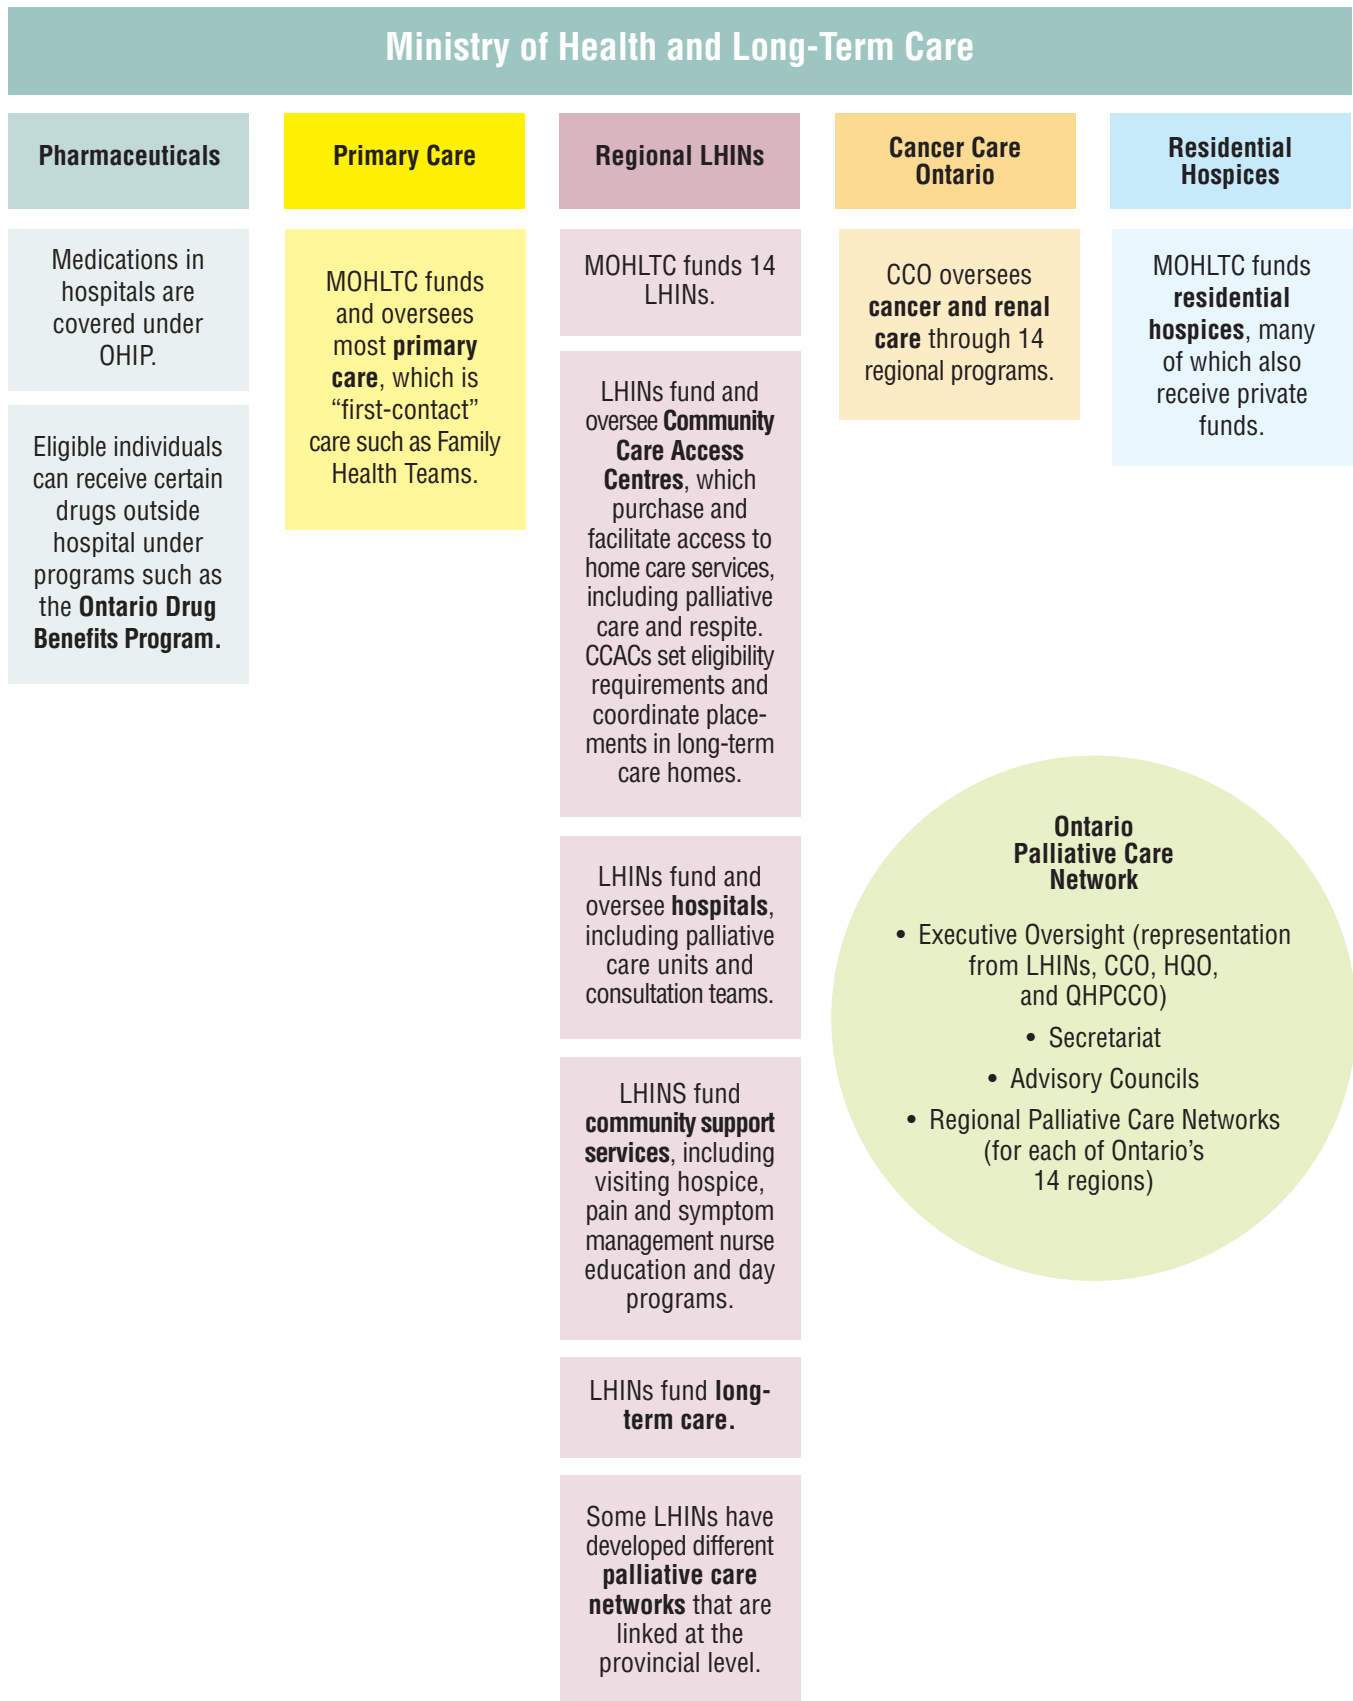 Ministry of Health and Long-Term Care
Pharmaceuticals
Medications in
hospitals are
covered under
OHIP.
Eligible individuals
can receive certain
drugs outside
hospital under
programs such as
the Ontario Drug
Benefits Program.
Primary Care
MOHLTC funds
and oversees
most primary
care, which is
“first-contact”
care such as Family
Health Teams.
Regional LHINs
MOHLTC funds 14
LHINs.
LHINs fund and
oversee Community
Care Access
Centres, which
purchase and
facilitate access to
home care services,
including palliative
care and respite.
CCACs set eligibility
requirements and
coordinate place-
ments in long-term
care homes.
LHINs fund and
oversee hospitals,
including palliative
care units and
consultation teams.
LHINS fund
community support
services, including
visiting hospice,
pain and symptom
management nurse
education and day
programs.
LHINs fund long-
term care.
Some LHINs have
developed different
palliative care
networks that are
linked at the
provincial level.
Cancer Care
Ontario
CCO oversees
cancer and renal
care through 14
regional programs.
Residential
Hospices
MOHLTC funds
residential
hospices, many
of which also
receive private
funds.
Ontario
Palliative Care
Network
• Executive Oversight (representation
from LHINs, CCO, HQO,
and QHPCCO)
• Secretariat
• Advisory Councils
• Regional Palliative Care Networks
(for each of Ontario’s
14 regions)